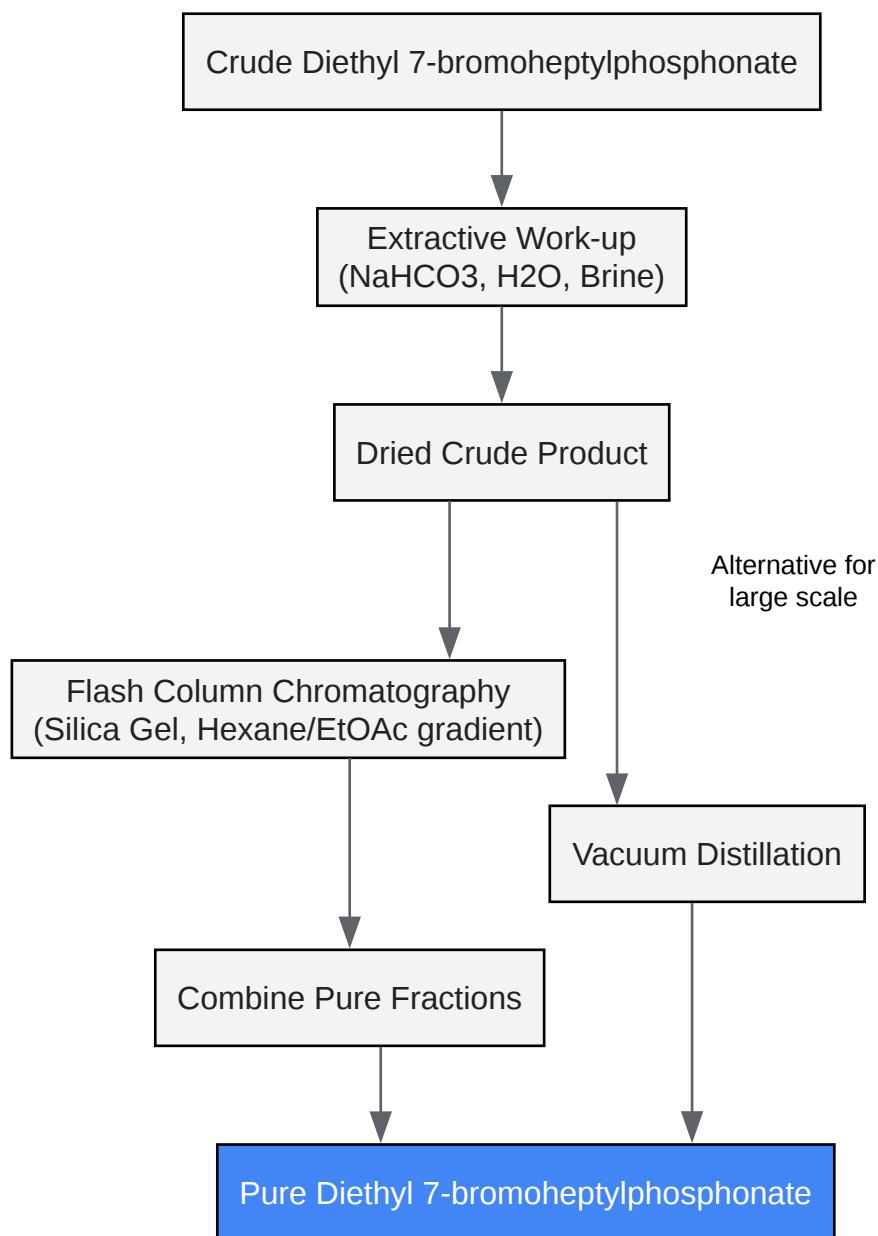 Crude Diethyl 7-bromoheptylphosphonate
Extractive Work-up
(NaHCO3, H2O, Brine)
Dried Crude Product
Alternative for
large scale
Flash Column Chromatography
(Silica Gel, Hexane/EtOAc gradient)
Vacuum Distillation
Combine Pure Fractions
Pure Diethyl 7-bromoheptylphosphonate